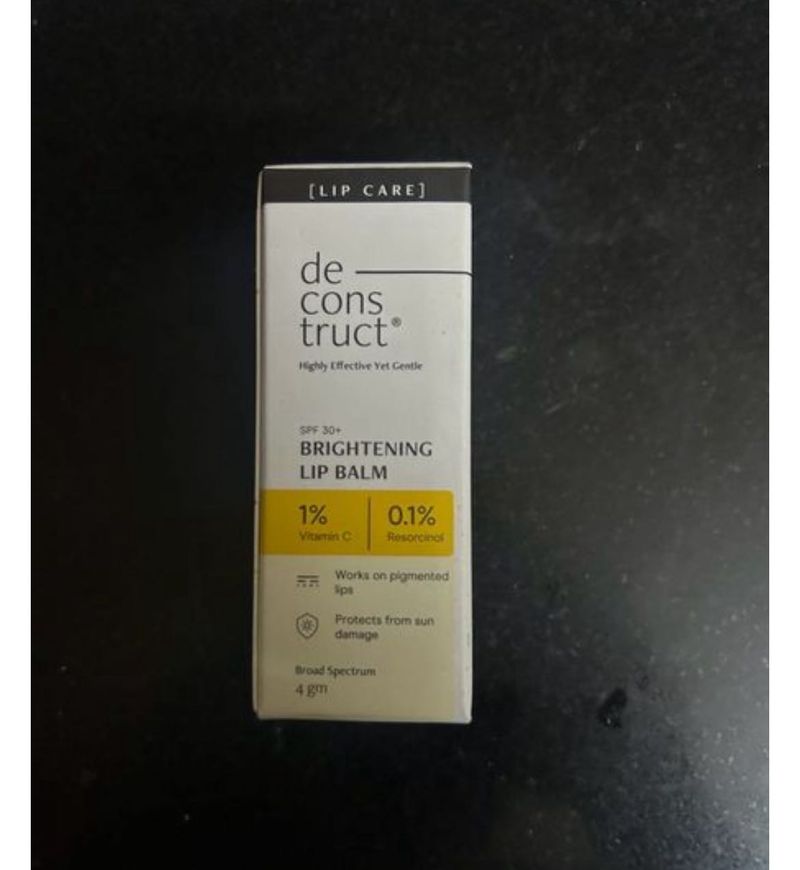 [LIP CARE]
de
cons
truct®
Highly Effective Yet Gentle
SPF 30+
BRIGHTENING
LIP BALM
1% 0.1%
Vitamin C Resorcinol
Works on pigmented
lips
Protects from sun
damage
Broad Spectrum
4 gm